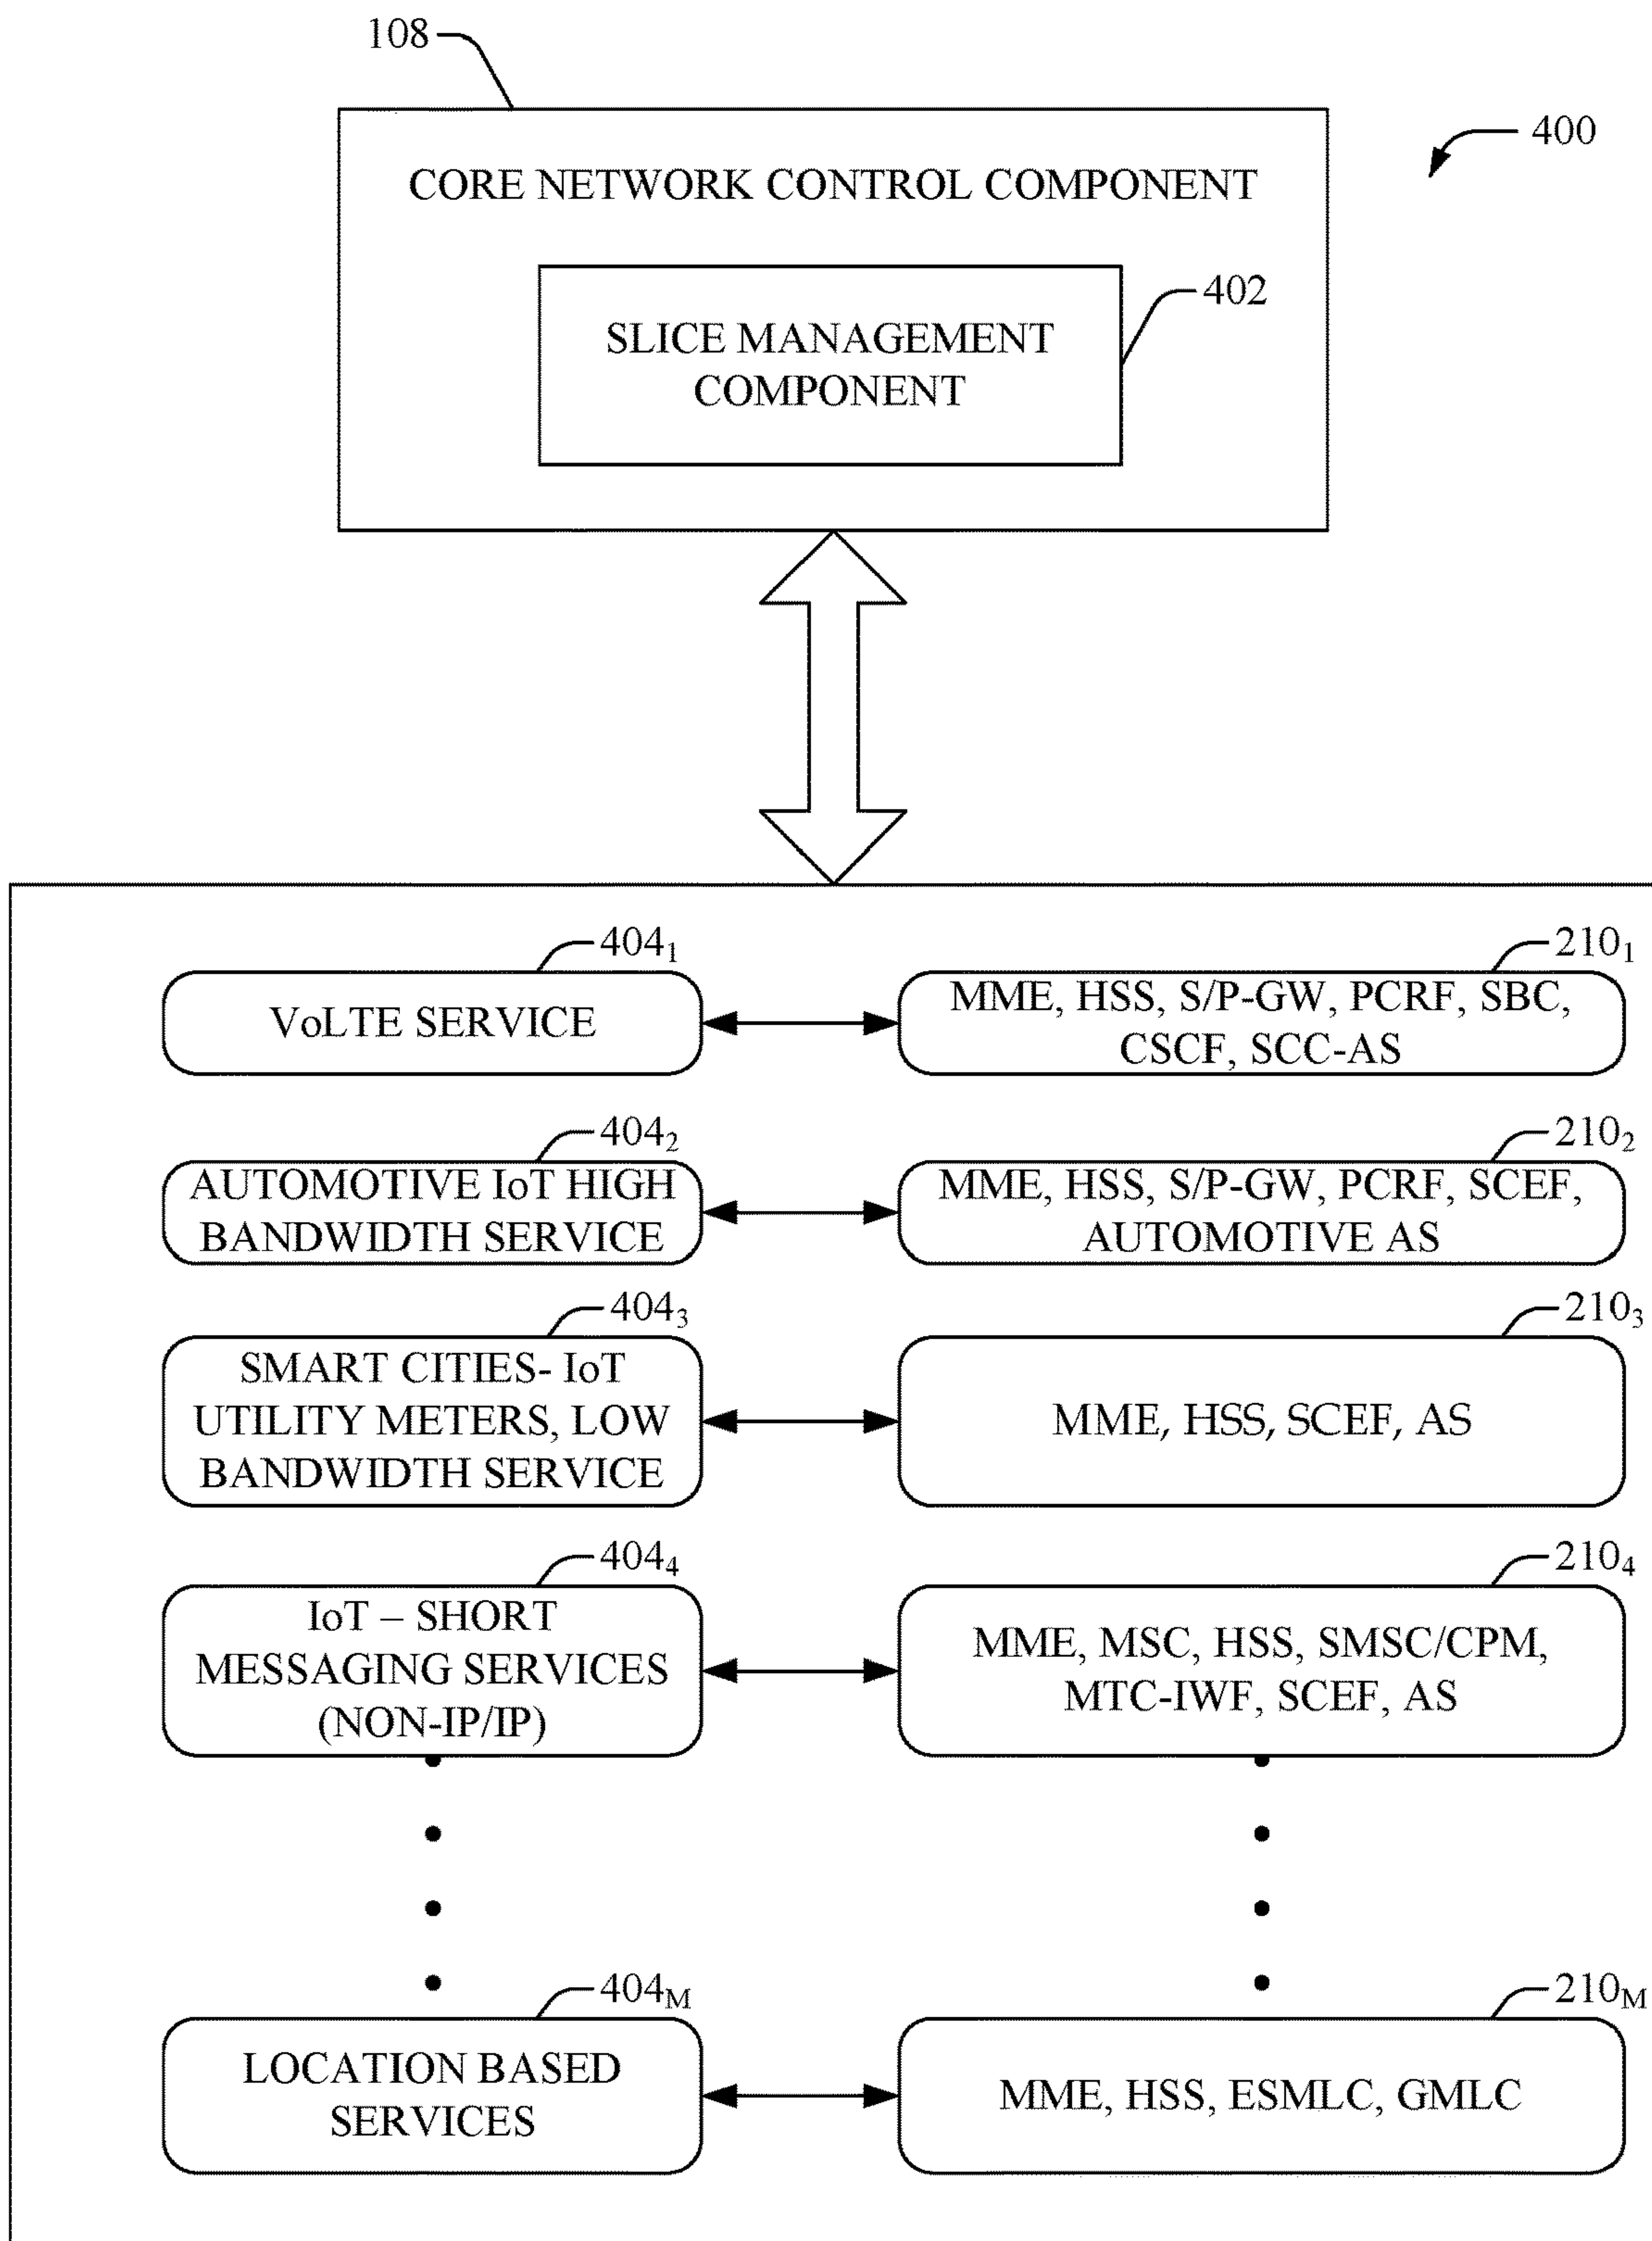 108
400
CORE NETWORK CONTROL COMPONENT
402
SLICE MANAGEMENT
COMPONENT
404₁
VoLTE SERVICE
210₁
MME, HSS, S/P-GW, PCRF, SBC,
CSCF, SCC-AS
404₂
AUTOMOTIVE IoT HIGH
BANDWIDTH SERVICE
210₂
MME, HSS, S/P-GW, PCRF, SCEF,
AUTOMOTIVE AS
404₃
SMART CITIES- IoT
UTILITY METERS, LOW
BANDWIDTH SERVICE
210₃
MME, HSS, SCEF, AS
404₄
IoT – SHORT
MESSAGING SERVICES
(NON-IP/IP)
210₄
MME, MSC, HSS, SMSC/CPM,
MTC-IWF, SCEF, AS
404M
LOCATION BASED
SERVICES
210M
MME, HSS, ESMLC, GMLC